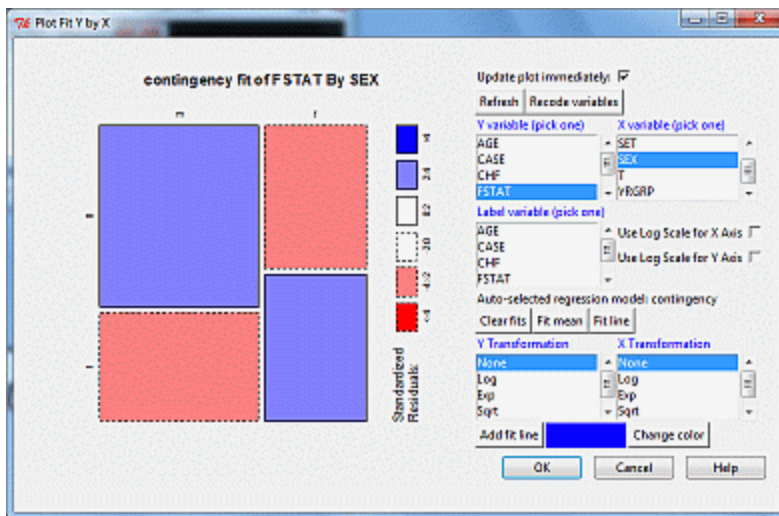 Plot Fit Y by X
contingency fit of FSTAT By SEX
Standardized
Residuals:
Update plot immediately:
Refresh Recode variables
Y variable (pick one) X variable (pick one)
AGE SET
CASE SEX
CHF T
FSTAT YRGRP
Label variable (pick one)
AGE Use Log Scale for X Axis
CASE
CHF Use Log Scale for Y Axis
FSTAT
Auto-selected regression model: contingency
Clear fits Fit mean Fit line
Y Transformation X Transformation
None None
Log Log
Exp Exp
Sqrt Sqrt
Add fit line Change color
OK Cancel Help